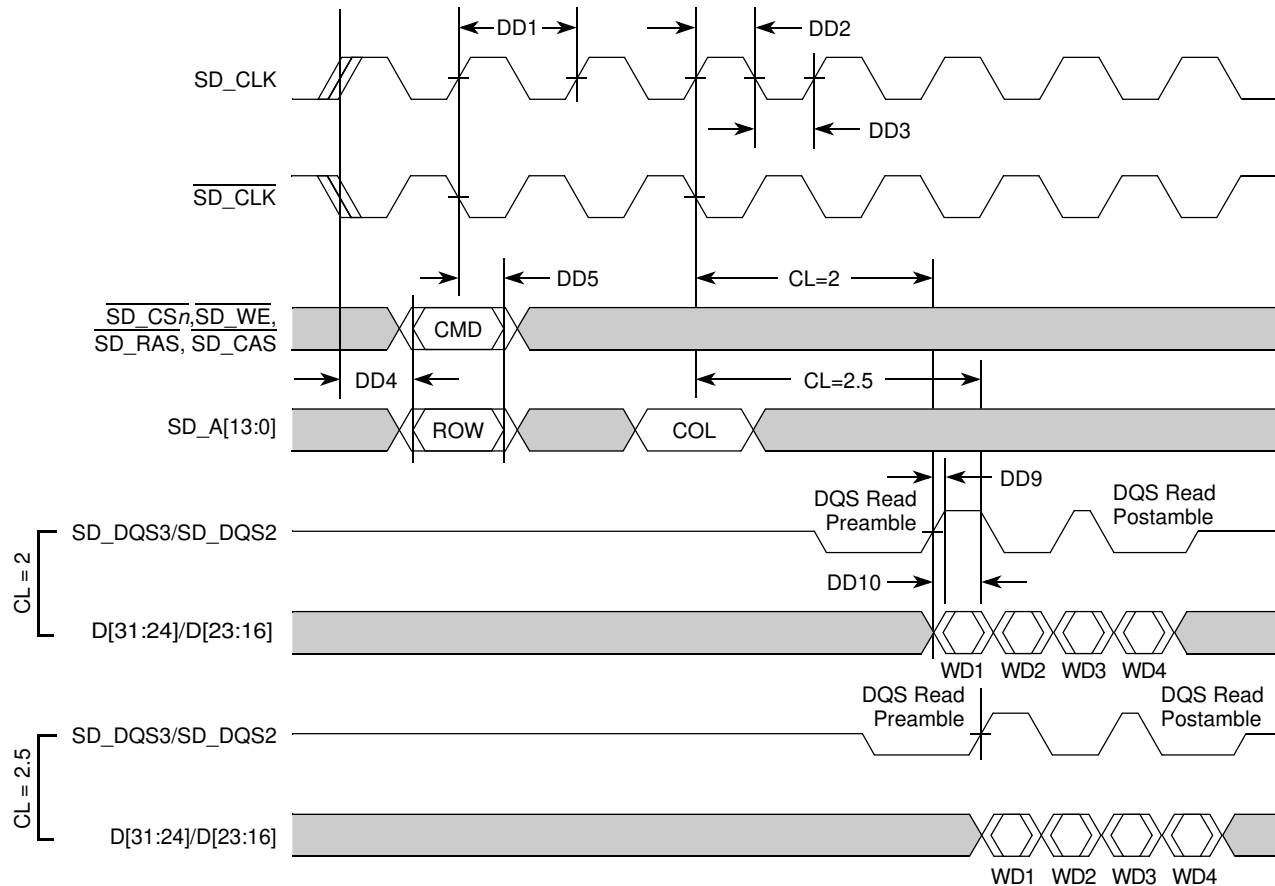 DD1
DD2
SD_CLK
DD3
SD_CLK
DD5
CL=2
SD_CSn,SD_WE,
SD_RAS, SD_CAS
CMD
DD4
CL=2.5
SD_A[13:0]
ROW
COL
DD9
DQS Read
Preamble
DQS Read
Postamble
SD_DQS3/SD_DQS2
CL = 2
DD10
D[31:24]/D[23:16]
WD1 WD2 WD3 WD4
DQS Read
Preamble
DQS Read
Postamble
SD_DQS3/SD_DQS2
CL = 2.5
D[31:24]/D[23:16]
WD1 WD2 WD3 WD4